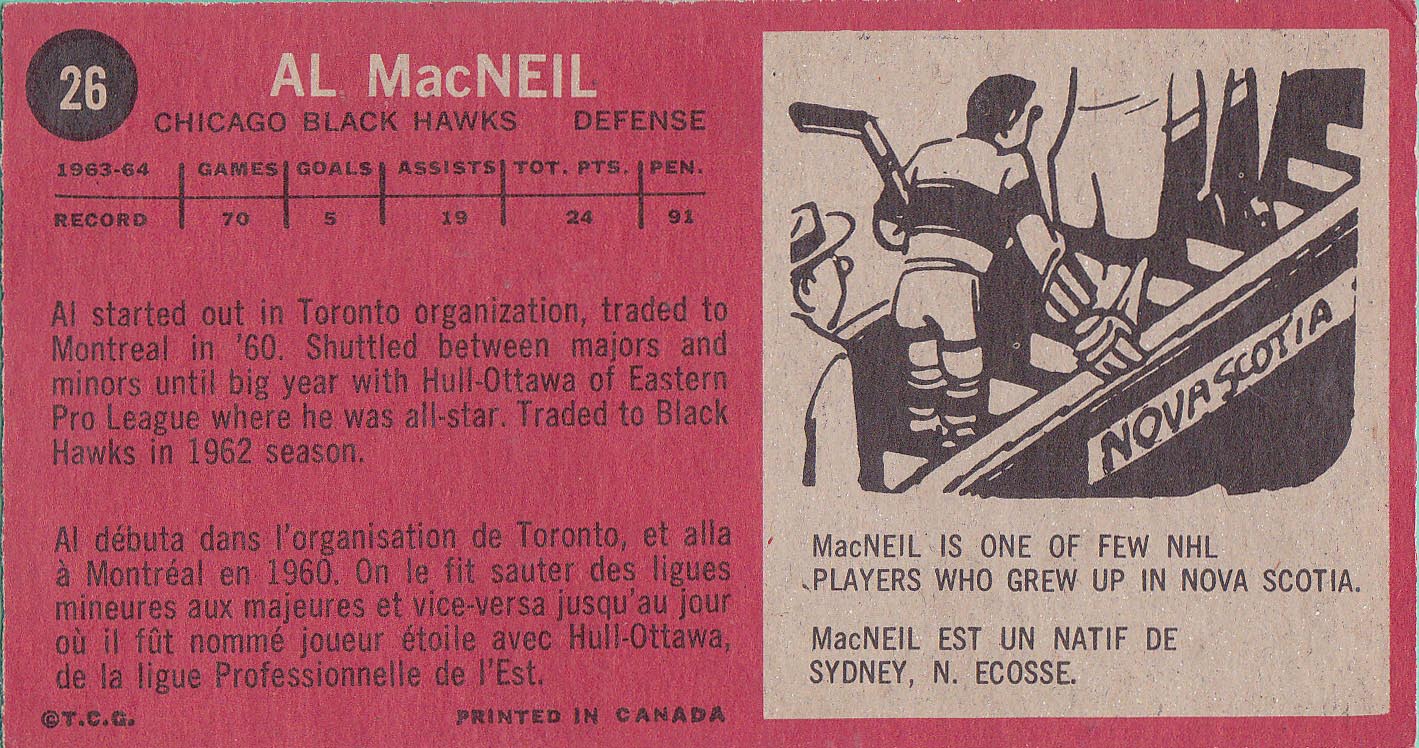 26
AL MacNEIL
CHICAGO BLACK HAWKS DEFENSE
1963-64 GAMES GOALS ASSISTS TOT. PTS. PEN.
RECORD 70 5 19 24 91
Al started out in Toronto organization, traded to
Montreal in '60. Shuttled between majors and
minors until big year with Hull-Ottawa of Eastern
Pro League where he was all-star. Traded to Black
Hawks in 1962 season.
Al débuta dans l'organisation de Toronto, et alla
à Montréal en 1960. On le fit sauter des ligues
mineures aux majeures et vice-versa jusqu'au jour
où il fût nommé joueur étoile avec Hull-Ottawa,
de la ligue Professionnelle de l'Est.
©T.C.G. PRINTED IN CANADA
NOVA SCOTIA
MacNEIL IS ONE OF FEW NHL
PLAYERS WHO GREW UP IN NOVA SCOTIA.
MacNEIL EST UN NATIF DE
SYDNEY, N. ECOSSE.